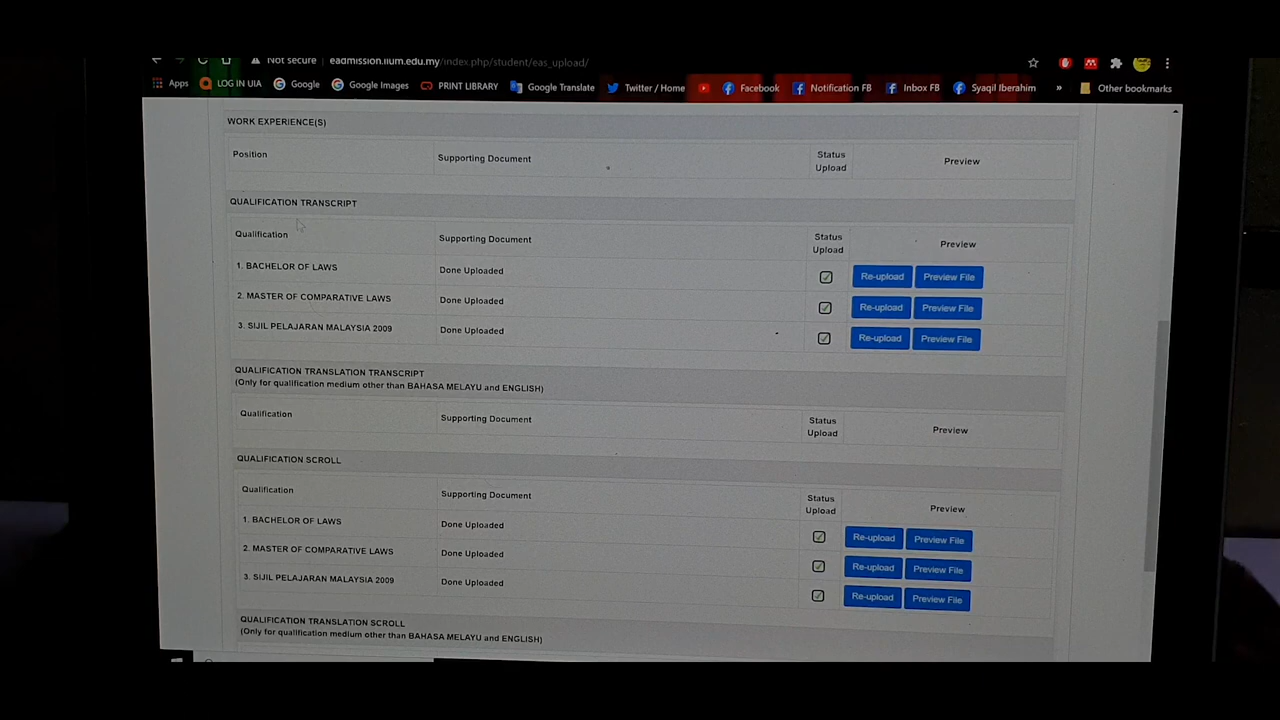 Not secure | eadmission.iium.edu.my/index.php/student/eas_upload/
Apps LOG IN UIA Google Google Images PRINT LIBRARY Google Translate Twitter / Home Facebook Notification FB Inbox FB Syaqil Iberahim » Other bookmarks
WORK EXPERIENCE(S)
Position Supporting Document Status Upload Preview
QUALIFICATION TRANSCRIPT
Qualification Supporting Document Status Upload Preview
1. BACHELOR OF LAWS Done Uploaded Re-upload Preview File
2. MASTER OF COMPARATIVE LAWS Done Uploaded Re-upload Preview File
3. SIJIL PELAJARAN MALAYSIA 2009 Done Uploaded Re-upload Preview File
QUALIFICATION TRANSLATION TRANSCRIPT
(Only for qualification medium other than BAHASA MELAYU and ENGLISH)
Qualification Supporting Document Status Upload Preview
QUALIFICATION SCROLL
Qualification Supporting Document Status Upload Preview
1. BACHELOR OF LAWS Done Uploaded Re-upload Preview File
2. MASTER OF COMPARATIVE LAWS Done Uploaded Re-upload Preview File
3. SIJIL PELAJARAN MALAYSIA 2009 Done Uploaded Re-upload Preview File
QUALIFICATION TRANSLATION SCROLL
(Only for qualification medium other than BAHASA MELAYU and ENGLISH)